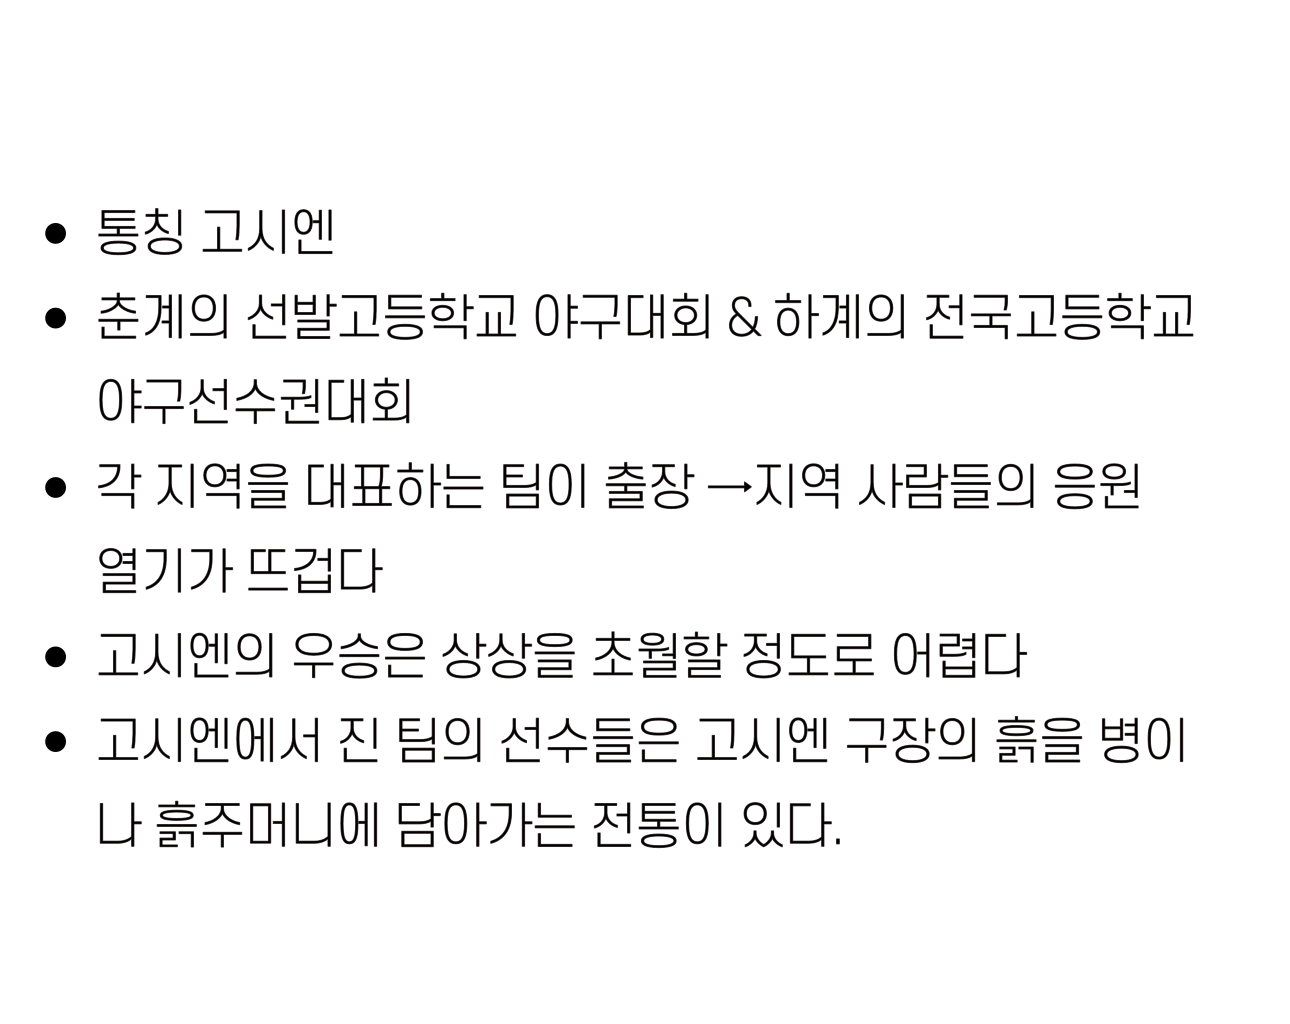 ● 통칭 고시엔
● 춘계의 선발고등학교 야구대회 & 하계의 전국고등학교
야구선수권대회
● 각 지역을 대표하는 팀이 출장 →지역 사람들의 응원
열기가 뜨겁다
● 고시엔의 우승은 상상을 초월할 정도로 어렵다
● 고시엔에서 진 팀의 선수들은 고시엔 구장의 흙을 병이
나 흙주머니에 담아가는 전통이 있다.